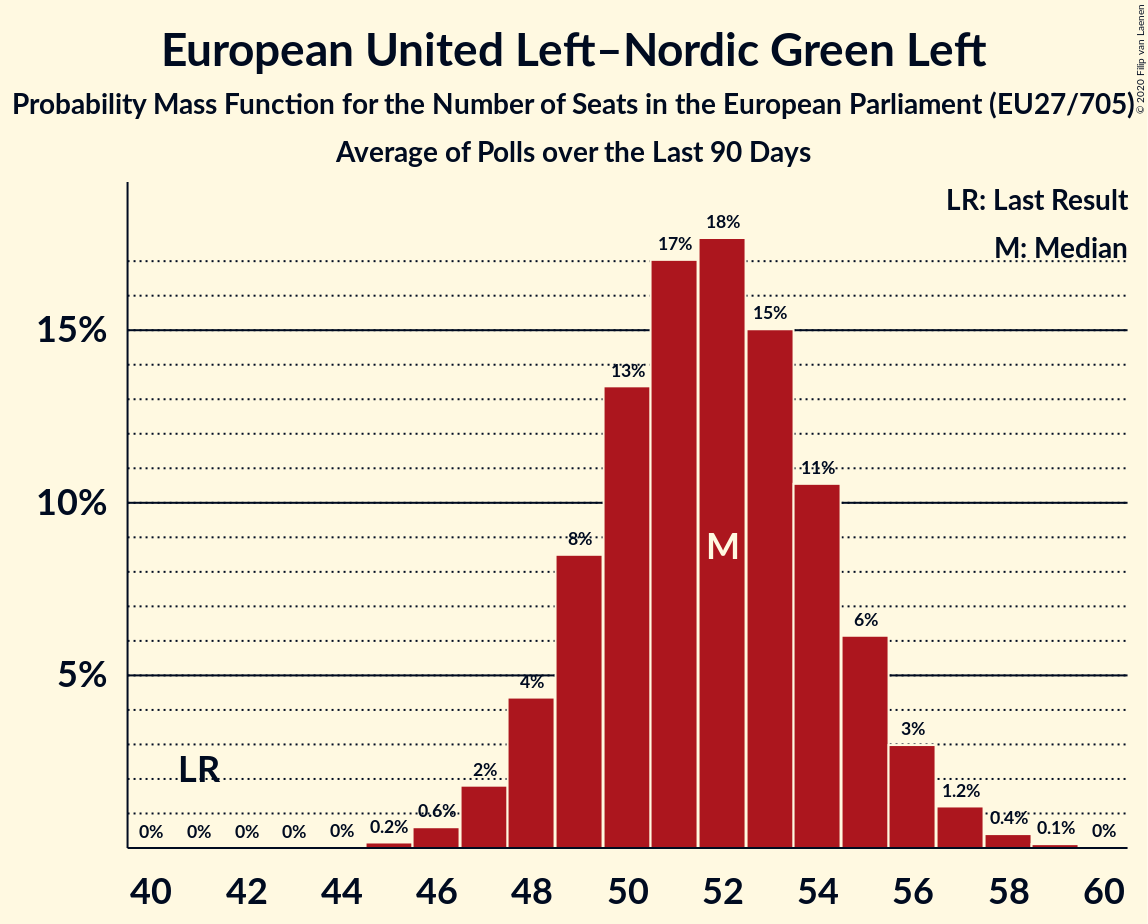 European United Left–Nordic Green Left
Probability Mass Function for the Number of Seats in the European Parliament (EU27/705)
Average of Polls over the Last 90 Days
© 2020 Filip van Laenen
LR: Last Result
M: Median
18%
17%
15%
15%
13%
11%
10%
8%
M
6%
5%
4%
3%
LR
2%
1.2%
0% 0% 0% 0% 0% 0.2% 0.6% 0.4% 0.1% 0%
40 42 44 46 48 50 52 54 56 58 60